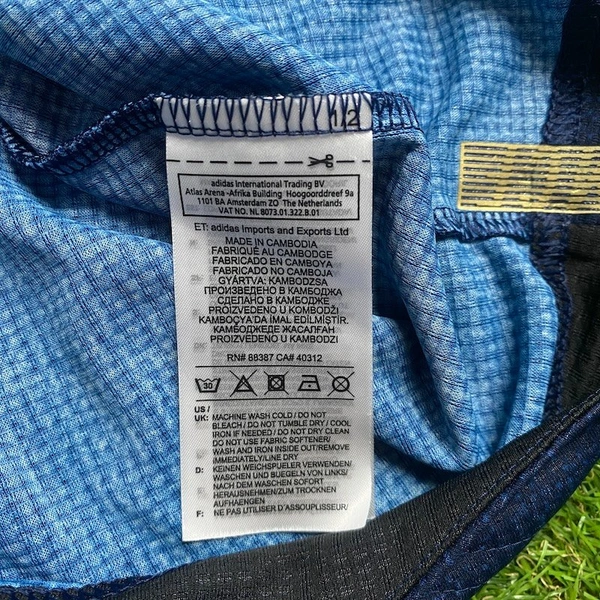 1.2
adidas International Trading BV
Atlas Arena -Afrika Building Hoogoorddreef 9a
1101 BA Amsterdam ZO The Netherlands
VAT NO. NL 8073.01.322.B.01
ET: adidas Imports and Exports Ltd
MADE IN CAMBODIA
FABRIQUÉ AU CAMBODGE
FABRICADO EN CAMBOYA
FABRICADO NO CAMBOJA
GYÁRTVA: KAMBODZSA
ПРОИЗВЕДЕНО В КАМБОДЖА
СДЕЛАНО В КАМБОДЖЕ
PROIZVEDENO U KAMBODŽI
KAMBOÇYA'DA IMAL EDİLMİŞTİR.
КАМБОДЖЕДЕ ЖАСАЛҒАН
PROIZVEDENO U KAMBODZI
RN# 88387 CA# 40312
30
US /
UK: MACHINE WASH COLD / DO NOT
BLEACH / DO NOT TUMBLE DRY / COOL
IRON IF NEEDED / DO NOT DRY CLEAN
DO NOT USE FABRIC SOFTENER/
WASH AND IRON INSIDE OUT/REMOVE
IMMEDIATELY/LINE DRY
D: KEINEN WEICHSPUELER VERWENDEN/
WASCHEN UND BUEGELN VON LINKS/
NACH DEM WASCHEN SOFORT
HERAUSNEHMEN/ZUM TROCKNEN
AUFHAENGEN
F: NE PAS UTILISER D'ASSOUPLISEUR/